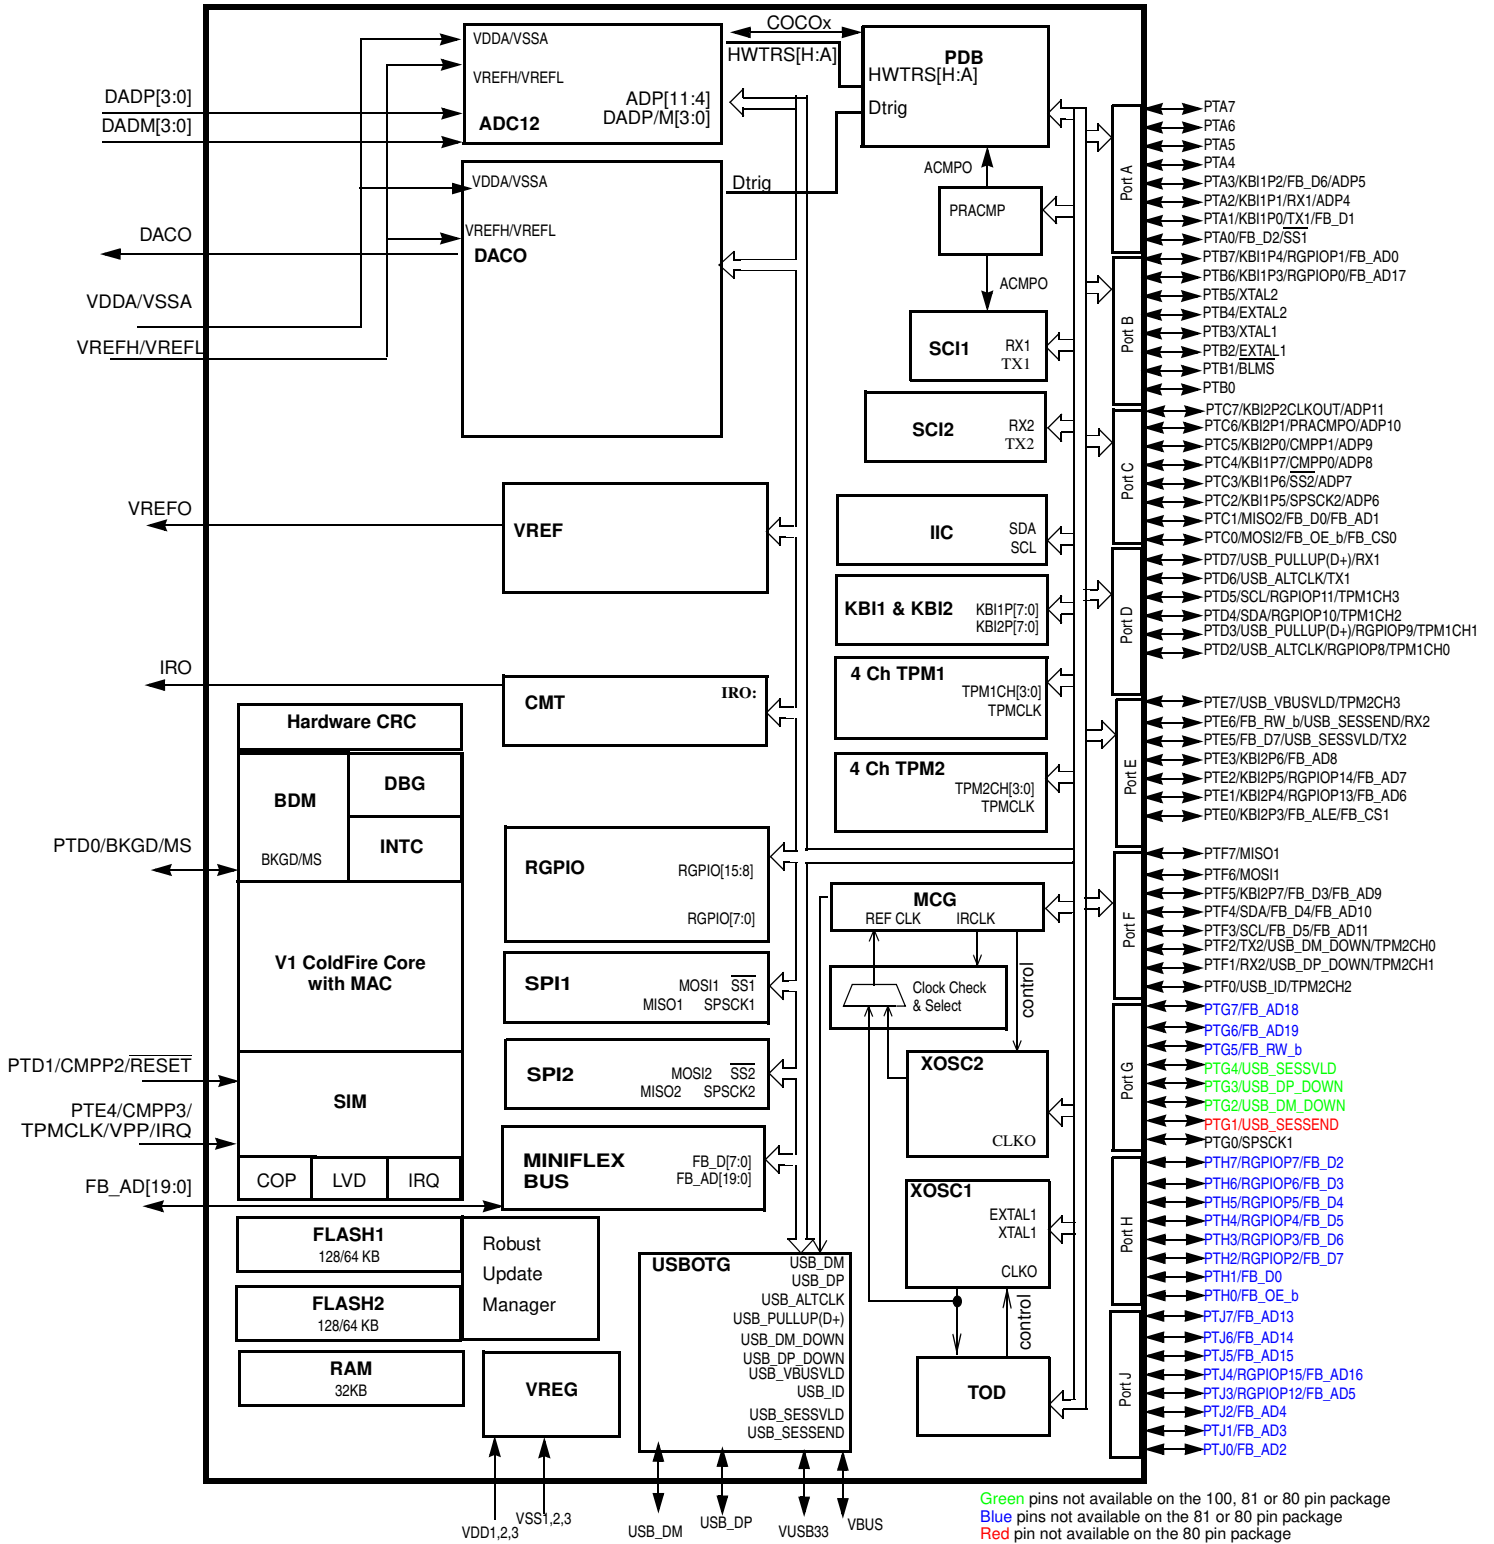 DADP[3:0]
DADM[3:0]
DACO
VDDA/VSSA
VREFH/VREFL
VREFO
IRO
PTD0/BKGD/MS
PTD1/CMPP2/RESET
PTE4/CMPP3/
TPMCLK/VPP/IRQ
FB_AD[19:0]
VDDA/VSSA
VREFH/VREFL
ADP[11:4]
DADP/M[3:0]
ADC12
COCOx
HWTRS[H:A]
PDB
HWTRS[H:A]
Dtrig
VDDA/VSSA
VREFH/VREFL
DACO
Dtrig
ACMPO
PRACMP
ACMPO
SCI1
RX1
TX1
SCI2
RX2
TX2
VREF
IIC
SDA
SCL
KBI1 & KBI2
KBI1P[7:0]
KBI2P[7:0]
CMT
IRO:
4 Ch TPM1
TPM1CH[3:0]
TPMCLK
4 Ch TPM2
TPM2CH[3:0]
TPMCLK
Hardware CRC
BDM
BKGD/MS
DBG
INTC
V1 ColdFire Core
with MAC
SIM
COP
LVD
IRQ
RGPIO
RGPIO[15:8]
RGPIO[7:0]
SPI1
MOSI1 SS1
MISO1 SPSCK1
SPI2
MOSI2 SS2
MISO2 SPSCK2
MINIFLEX
BUS
FB_D[7:0]
FB_AD[19:0]
MCG
REF CLK
IRCLK
Clock Check
& Select
control
XOSC2
CLKO
XOSC1
EXTAL1
XTAL1
CLKO
control
TOD
FLASH1
128/64 KB
FLASH2
128/64 KB
Robust
Update
Manager
RAM
32KB
VREG
USBOTG
USB_DM
USB_DP
USB_ALTCLK
USB_PULLUP(D+)
USB_DM_DOWN
USB_DP_DOWN
USB_VBUSVLD
USB_ID
USB_SESSVLD
USB_SESSEND
VDD1,2,3
VSS1,2,3
USB_DM
USB_DP
VUSB33
VBUS
Port A
PTA7
PTA6
PTA5
PTA4
PTA3/KBI1P2/FB_D6/ADP5
PTA2/KBI1P1/RX1/ADP4
PTA1/KBI1P0/TX1/FB_D1
PTA0/FB_D2/SS1
Port B
PTB7/KBI1P4/RGPIOP1/FB_AD0
PTB6/KBI1P3/RGPIOP0/FB_AD17
PTB5/XTAL2
PTB4/EXTAL2
PTB3/XTAL1
PTB2/EXTAL1
PTB1/BLMS
PTB0
Port C
PTC7/KBI2P2CLKOUT/ADP11
PTC6/KBI2P1/PRACMPO/ADP10
PTC5/KBI2P0/CMPP1/ADP9
PTC4/KBI1P7/CMPP0/ADP8
PTC3/KBI1P6/SS2/ADP7
PTC2/KBI1P5/SPSCK2/ADP6
PTC1/MISO2/FB_D0/FB_AD1
PTC0/MOSI2/FB_OE_b/FB_CS0
Port D
PTD7/USB_PULLUP(D+)/RX1
PTD6/USB_ALTCLK/TX1
PTD5/SCL/RGPIOP11/TPM1CH3
PTD4/SDA/RGPIOP10/TPM1CH2
PTD3/USB_PULLUP(D+)/RGPIOP9/TPM1CH1
PTD2/USB_ALTCLK/RGPIOP8/TPM1CH0
Port E
PTE7/USB_VBUSVLD/TPM2CH3
PTE6/FB_RW_b/USB_SESSEND/RX2
PTE5/FB_D7/USB_SESSVLD/TX2
PTE3/KBI2P6/FB_AD8
PTE2/KBI2P5/RGPIOP14/FB_AD7
PTE1/KBI2P4/RGPIOP13/FB_AD6
PTE0/KBI2P3/FB_ALE/FB_CS1
Port F
PTF7/MISO1
PTF6/MOSI1
PTF5/KBI2P7/FB_D3/FB_AD9
PTF4/SDA/FB_D4/FB_AD10
PTF3/SCL/FB_D5/FB_AD11
PTF2/TX2/USB_DM_DOWN/TPM2CH0
PTF1/RX2/USB_DP_DOWN/TPM2CH1
PTF0/USB_ID/TPM2CH2
Port G
PTG7/FB_AD18
PTG6/FB_AD19
PTG5/FB_RW_b
PTG4/USB_SESSVLD
PTG3/USB_DP_DOWN
PTG2/USB_DM_DOWN
PTG1/USB_SESSEND
PTG0/SPSCK1
Port H
PTH7/RGPIOP7/FB_D2
PTH6/RGPIOP6/FB_D3
PTH5/RGPIOP5/FB_D4
PTH4/RGPIOP4/FB_D5
PTH3/RGPIOP3/FB_D6
PTH2/RGPIOP2/FB_D7
PTH1/FB_D0
PTH0/FB_OE_b
Port J
PTJ7/FB_AD13
PTJ6/FB_AD14
PTJ5/FB_AD15
PTJ4/RGPIOP15/FB_AD16
PTJ3/RGPIOP12/FB_AD5
PTJ2/FB_AD4
PTJ1/FB_AD3
PTJ0/FB_AD2
Green pins not available on the 100, 81 or 80 pin package
Blue pins not available on the 81 or 80 pin package
Red pin not available on the 80 pin package